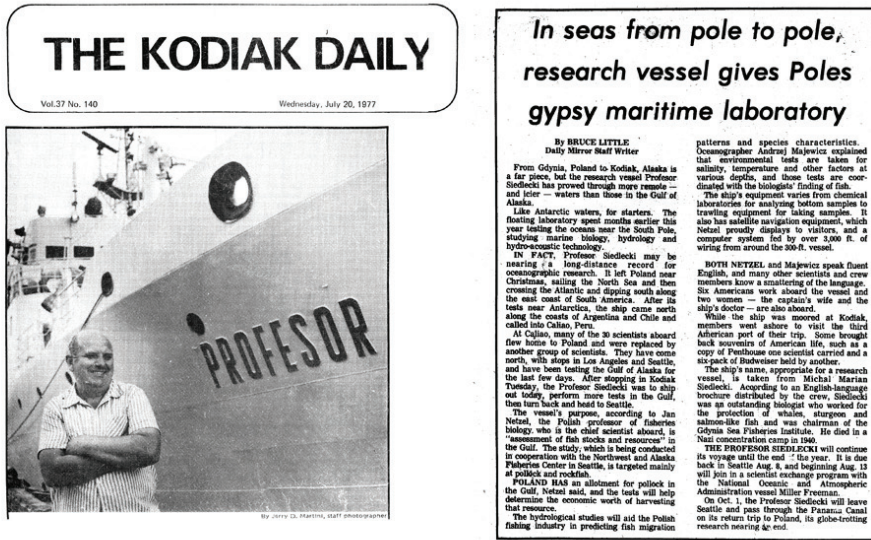 THE KODIAK DAILY
Vol.37 No. 140
Wednesday, July 20, 1977
PROFESOR
By Jerry G. Martini, staff photographer
In seas from pole to pole,
research vessel gives Poles
gypsy maritime laboratory
By BRUCE LITTLE
Daily Mirror Staff Writer
From Gdynia, Poland to Kodiak, Alaska is
a far piece, but the research vessel Profesor
Siedlecki has prowed through more remote —
and icier — waters than those in the Gulf of
Alaska.
Like Antarctic waters, for starters. The
floating laboratory spent months earlier this
year testing the oceans near the South Pole,
studying marine biology, hydrology and
hydro-acoustic technology.
IN FACT, Profesor Siedlecki may be
nearing a long-distance record for
oceanographic research. It left Poland near
Christmas, sailing the North Sea and then
crossing the Atlantic and dipping south along
the east coast of South America. After its
tests near Antarctica, the ship came north
along the coasts of Argentina and Chile and
called into Callao, Peru.
At Callao, many of the 30 scientists aboard
flew home to Poland and were replaced by
another group of scientists. They have come
north, with stops in Los Angeles and Seattle,
and have been testing the Gulf of Alaska for
the last few days. After stopping in Kodiak
Tuesday, the Profesor Siedlecki was to ship
out today, perform more tests in the Gulf,
then turn back and head to Seattle.
The vessel's purpose, according to Jan
Netzel, the Polish professor of fisheries
biology, who is the chief scientist aboard, is
"assessment of fish stocks and resources" in
the Gulf. The study, which is being conducted
in cooperation with the Northwest and Alaska
Fisheries Center in Seattle, is targeted mainly
at pollock and rockfish.
POLAND HAS an allotment for pollock in
the Gulf, Netzel said, and the tests will help
determine the economic worth of harvesting
that resource.
The hydrological studies will aid the Polish
fishing industry in predicting fish migration
patterns and species characteristics.
Oceanographer Andrzej Majewicz explained
that environmental tests are taken for
salinity, temperature and other factors at
various depths, and those tests are coor-
dinated with the biologists' finding of fish.
The ship's equipment varies from chemical
laboratories for analyzing bottom samples to
trawling equipment for taking samples. It
also has satellite navigation equipment, which
Netzel proudly displays to visitors, and a
computer system fed by over 3,000 ft. of
wiring from around the 300-ft. vessel.
BOTH NETZEL and Majewicz speak fluent
English, and many other scientists and crew
members know a smattering of the language.
Six Americans work aboard the vessel and
two women — the captain's wife and the
ship's doctor — are also aboard.
While the ship was moored at Kodiak,
members went ashore to visit the third
American port of their trip. Some brought
back souvenirs of American life, such as a
copy of Penthouse one scientist carried and a
six-pack of Budweiser held by another.
The ship's name, appropriate for a research
vessel, is taken from Michal Marian
Siedlecki. According to an English-language
brochure distributed by the crew, Siedlecki
was an outstanding biologist who worked for
the protection of whales, sturgeon and
salmon-like fish and was chairman of the
Gdynia Sea Fisheries Institute. He died in a
Nazi concentration camp in 1940.
THE PROFESOR SIEDLECKI will continue
its voyage until the end the year. It is due
back in Seattle Aug. 8, and beginning Aug. 13
will join in a scientist exchange program with
the National Oceanic and Atmospheric
Administration vessel Miller Freeman.
On Oct. 1, the Profesor Siedlecki will leave
Seattle and pass through the Panama Canal
on its return trip to Poland, its globe-trotting
research nearing end.